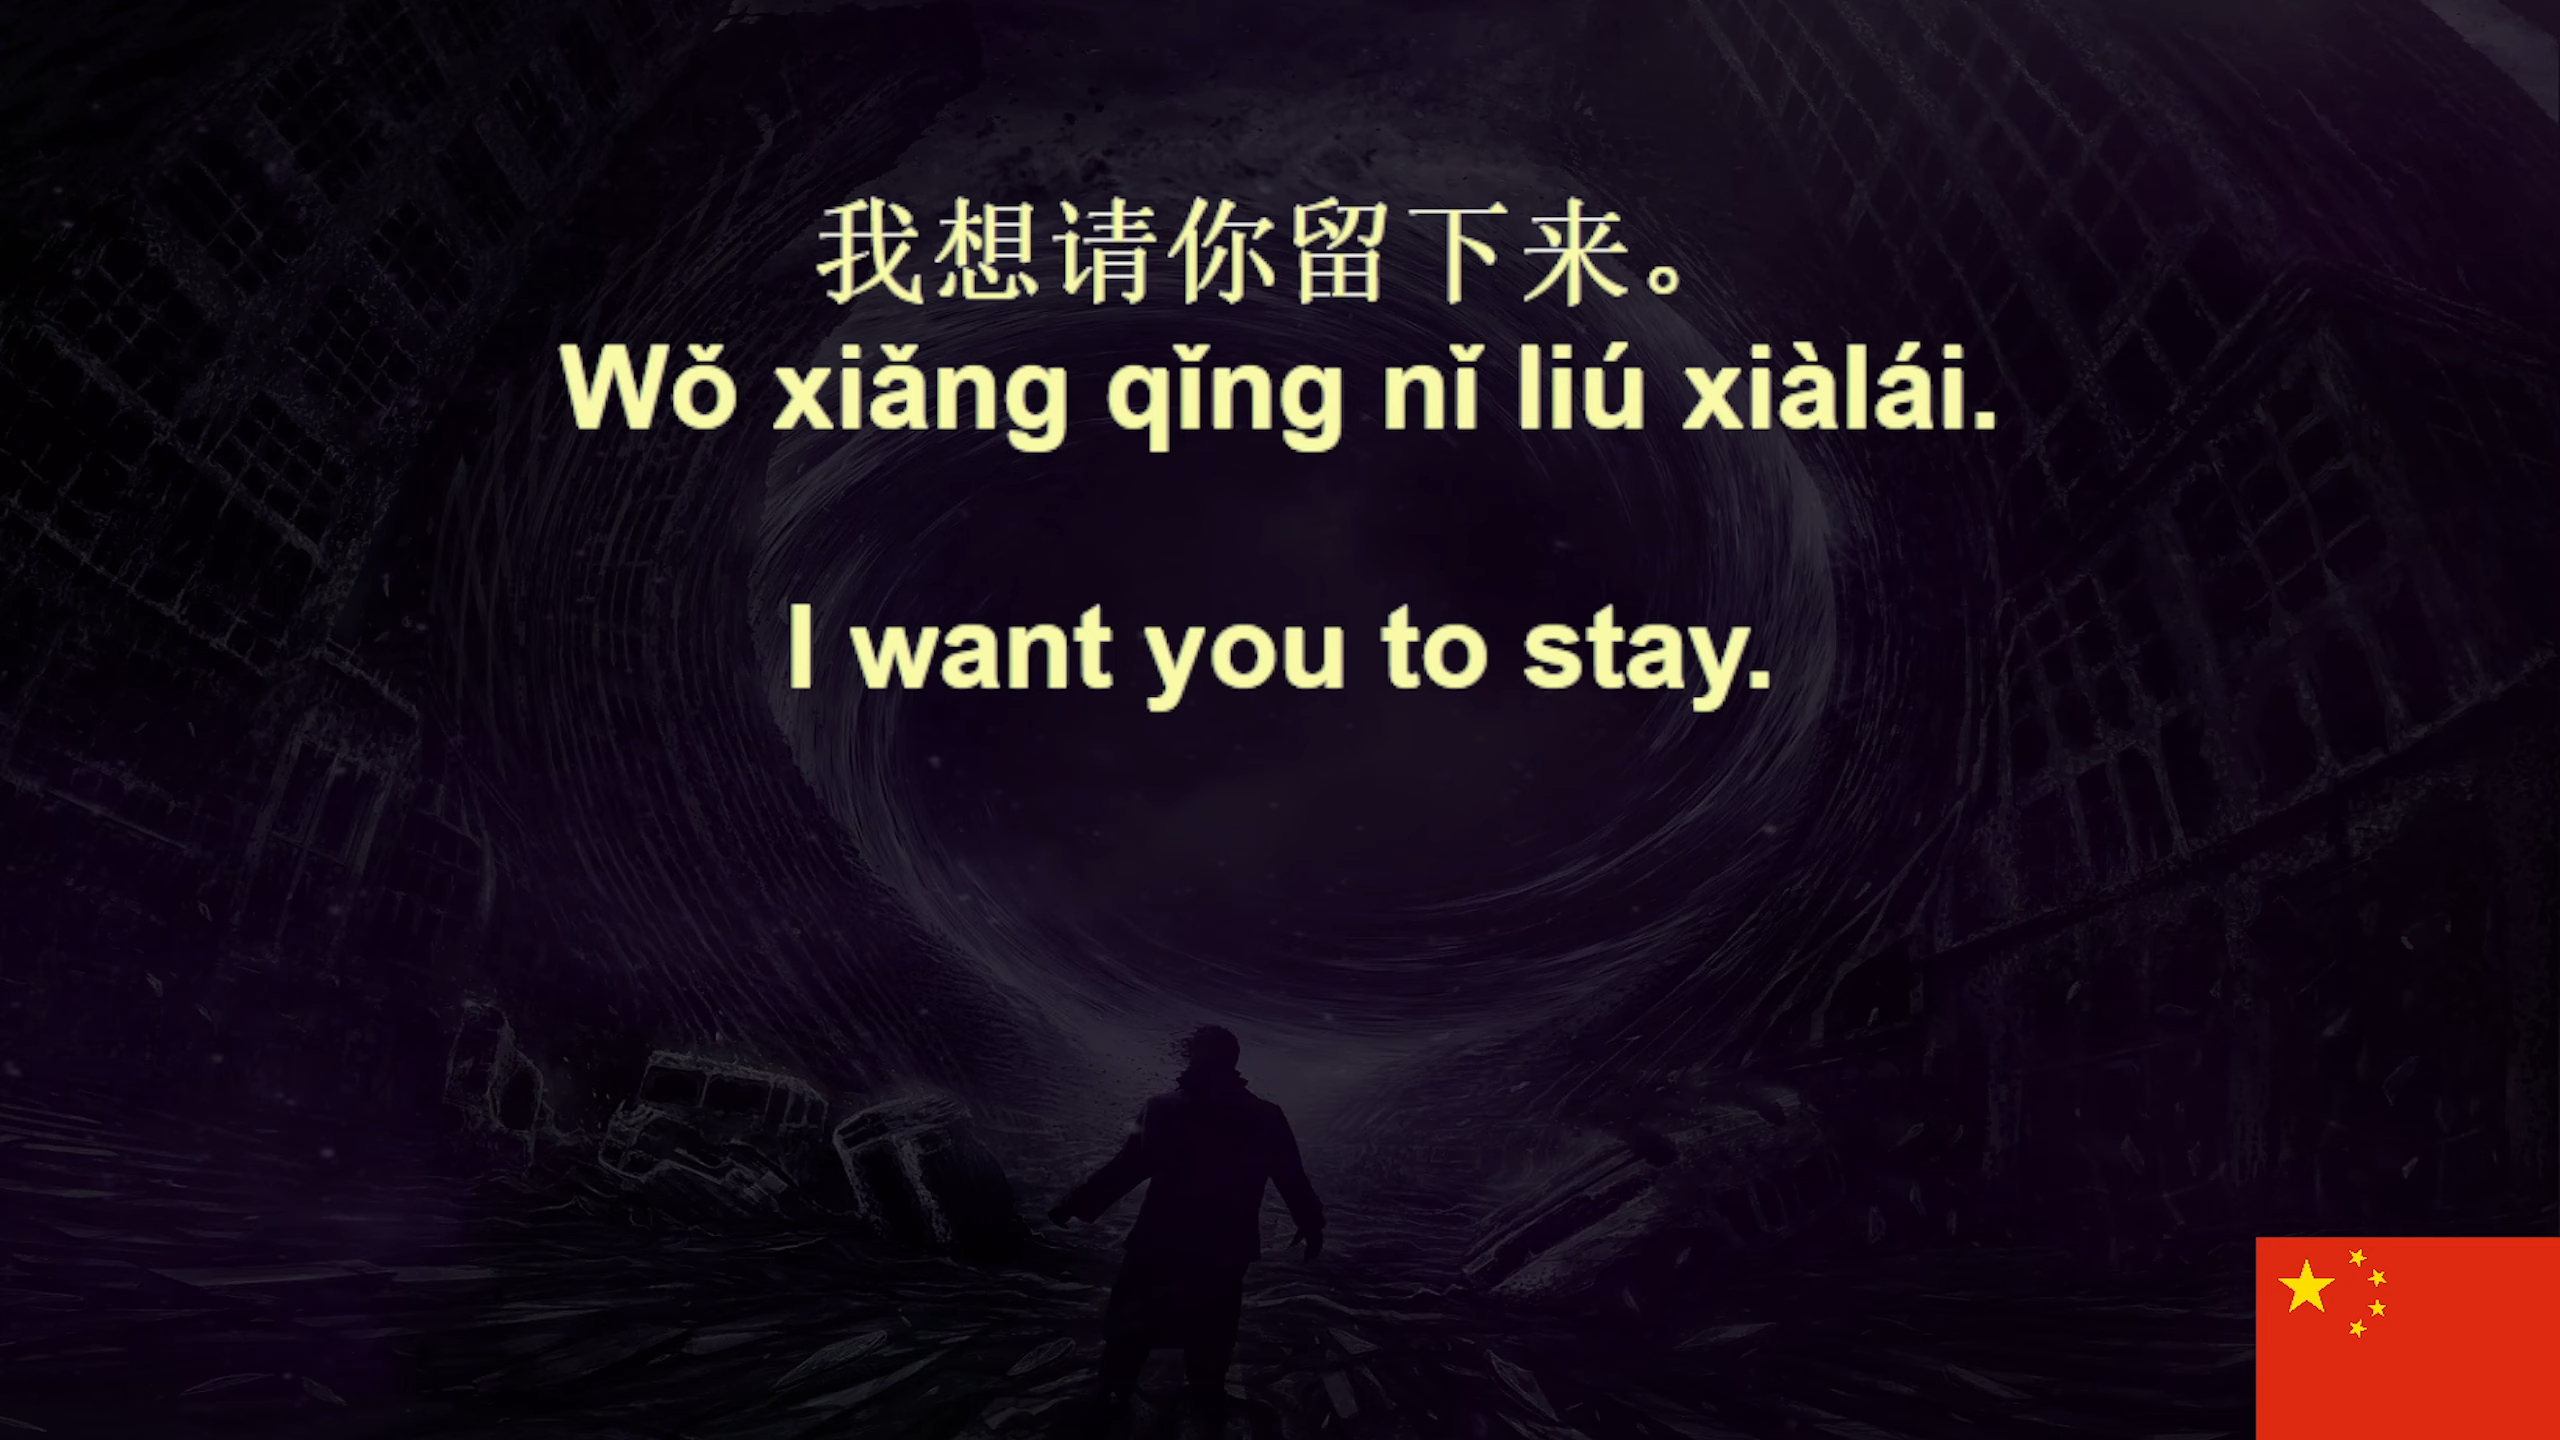 我想请你留下来。
Wǒ xiǎng qǐng nǐ liú xiàlái.
I want you to stay.